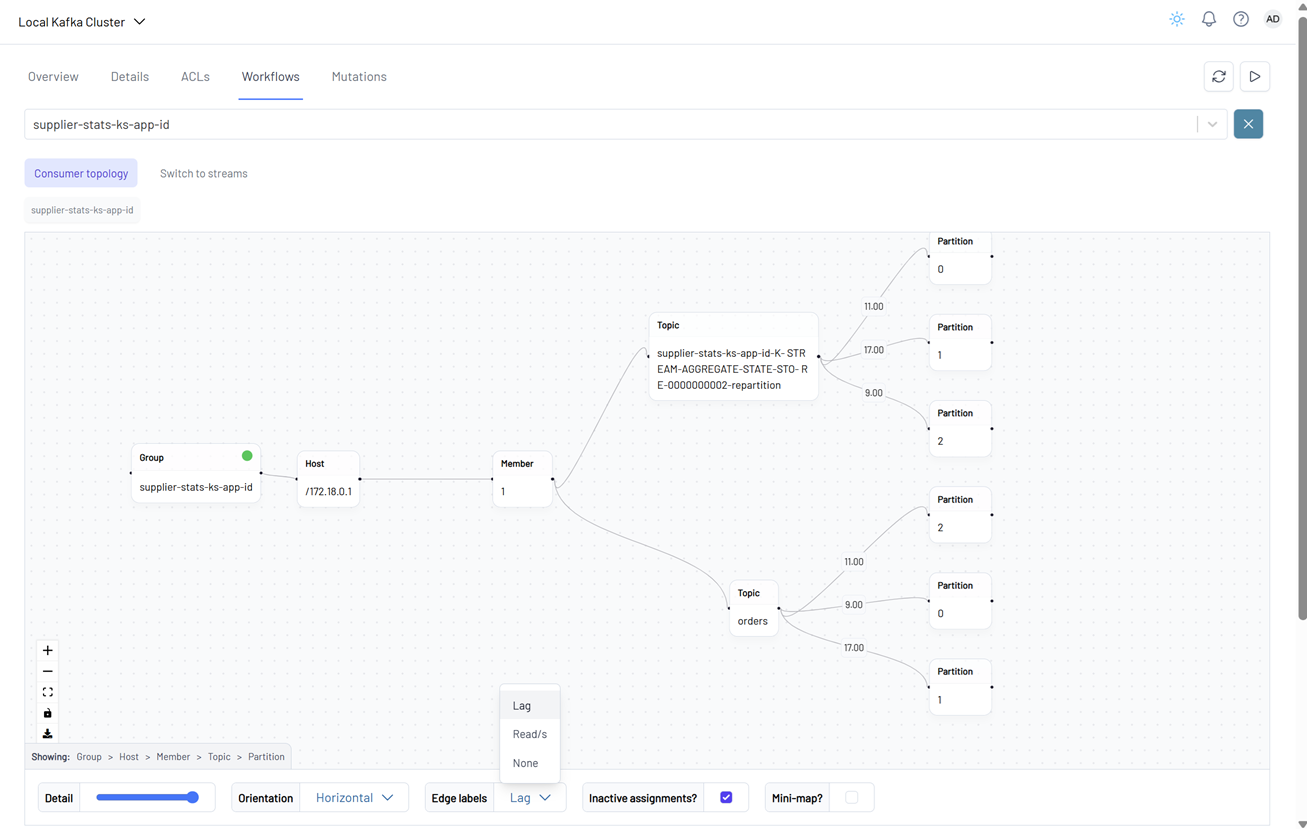 Local Kafka Cluster
AD
Overview Details ACLs Workflows Mutations
supplier-stats-ks-app-id
Consumer topology Switch to streams
supplier-stats-ks-app-id
Partition
0
11.00
Topic
supplier-stats-ks-app-id-K- STR
EAM-AGGREGATE-STATE-STO- R
E-0000000002-repartition
Partition
1
17.00
9.00
Partition
2
Group
supplier-stats-ks-app-id
Host
/172.18.0.1
Member
1
Partition
2
11.00
Topic
orders
Partition
0
9.00
17.00
Partition
1
Lag
Read/s
None
Showing: Group > Host > Member > Topic > Partition
Detail Orientation Horizontal Edge labels Lag Inactive assignments? Mini-map?